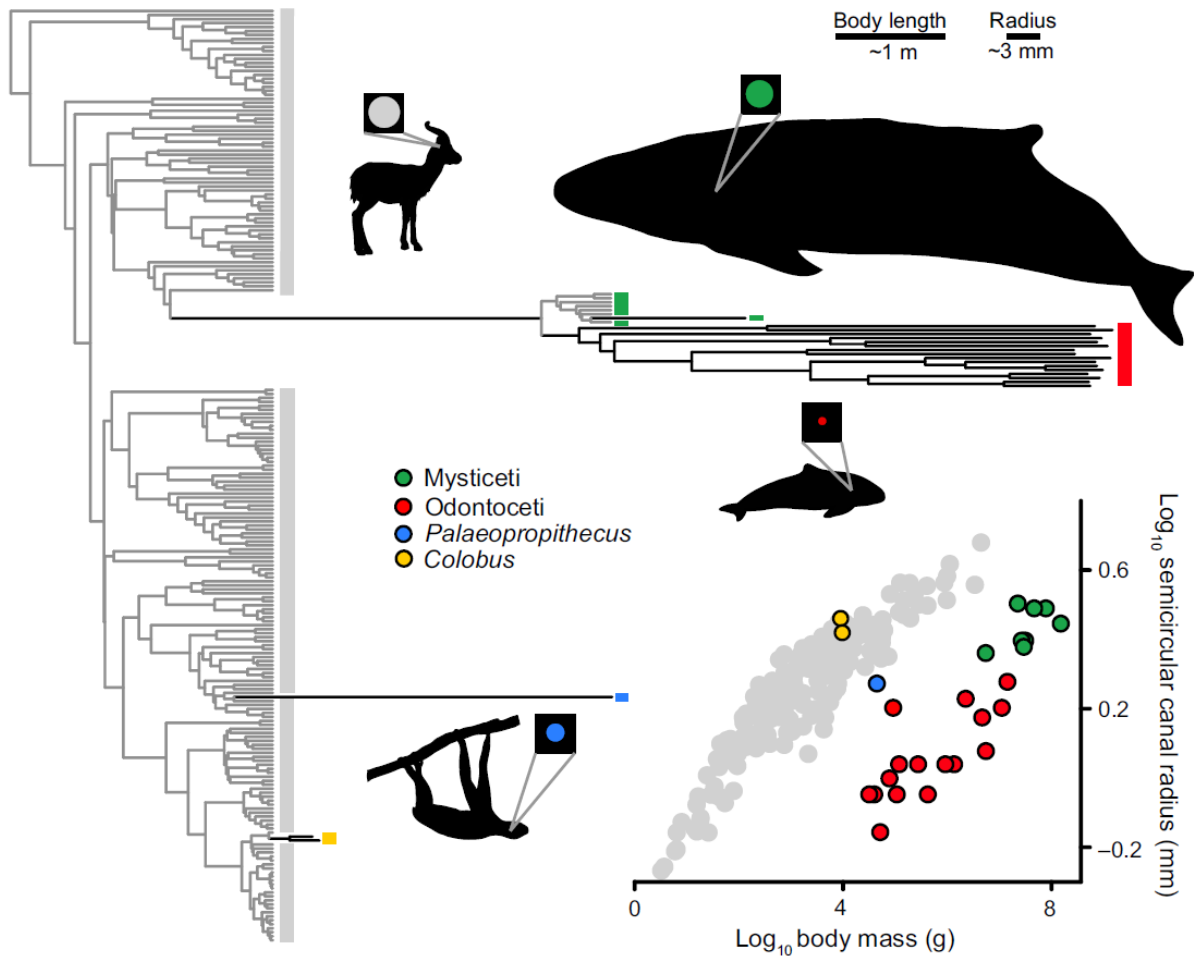 Body length
~1 m
Radius
~3 mm
Mysticeti
Odontoceti
Palaeopropithecus
Colobus
Log10 semicircular canal radius (mm)
0.6
0.2
–0.2
0
4
8
Log10 body mass (g)